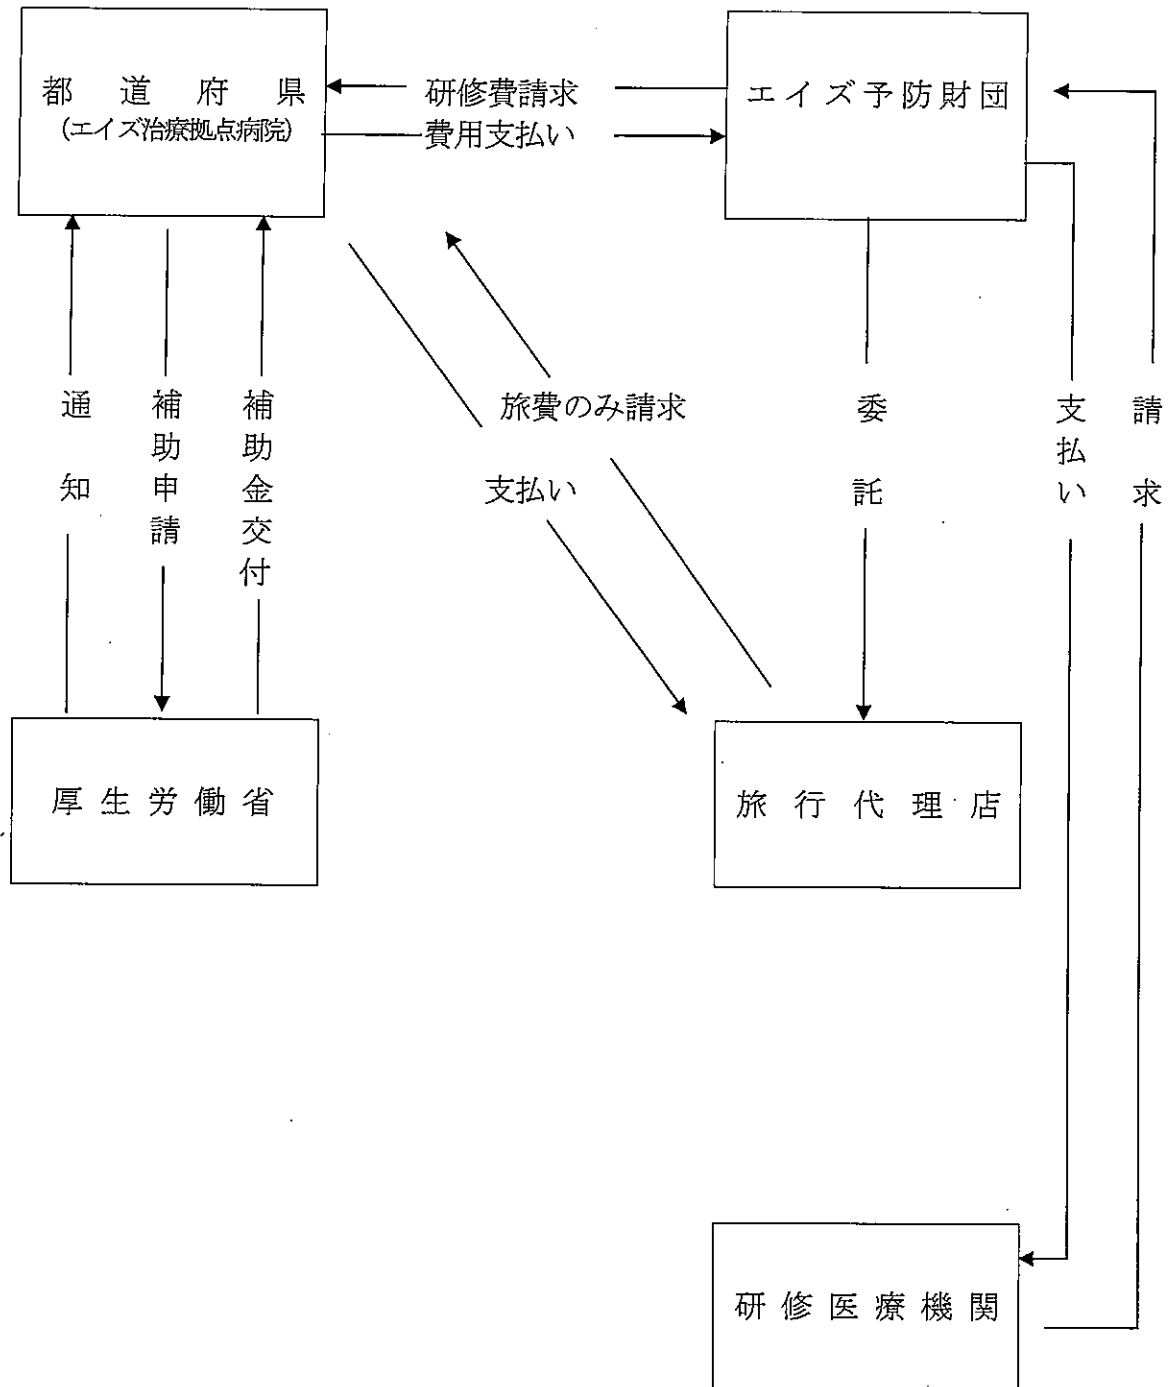 都道府県
(エイズ治療拠点病院)
研修費請求
費用支払い
エイズ予防財団
通知
補助申請
補助金交付
旅費のみ請求
支払い
委託
支払い
請求
厚生労働省
旅行代理店
研修医療機関